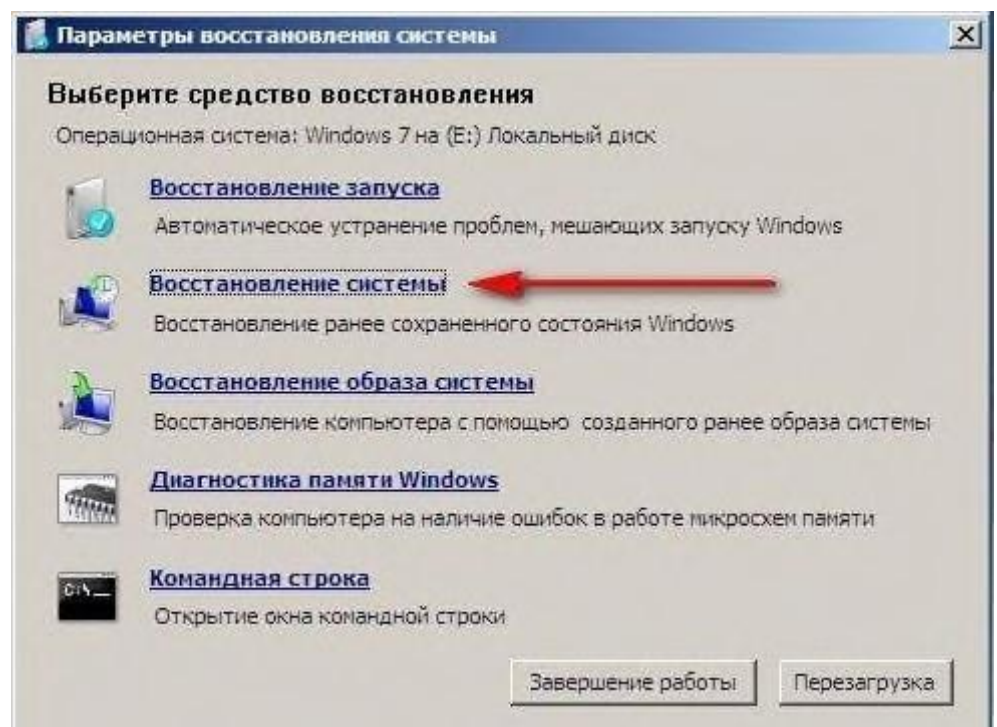 Параметры восстановления системы
Выберите средство восстановления
Операционная система: Windows 7 на (E:) Локальный диск
Восстановление запуска
Автоматическое устранение проблем, мешающих запуску Windows
Восстановление системы
Восстановление ранее сохраненного состояния Windows
Восстановление образа системы
Восстановление компьютера с помощью созданного ранее образа системы
Диагностика памяти Windows
Проверка компьютера на наличие ошибок в работе микросхем памяти
C:\_
Командная строка
Открытие окна командной строки
Завершение работы
Перезагрузка